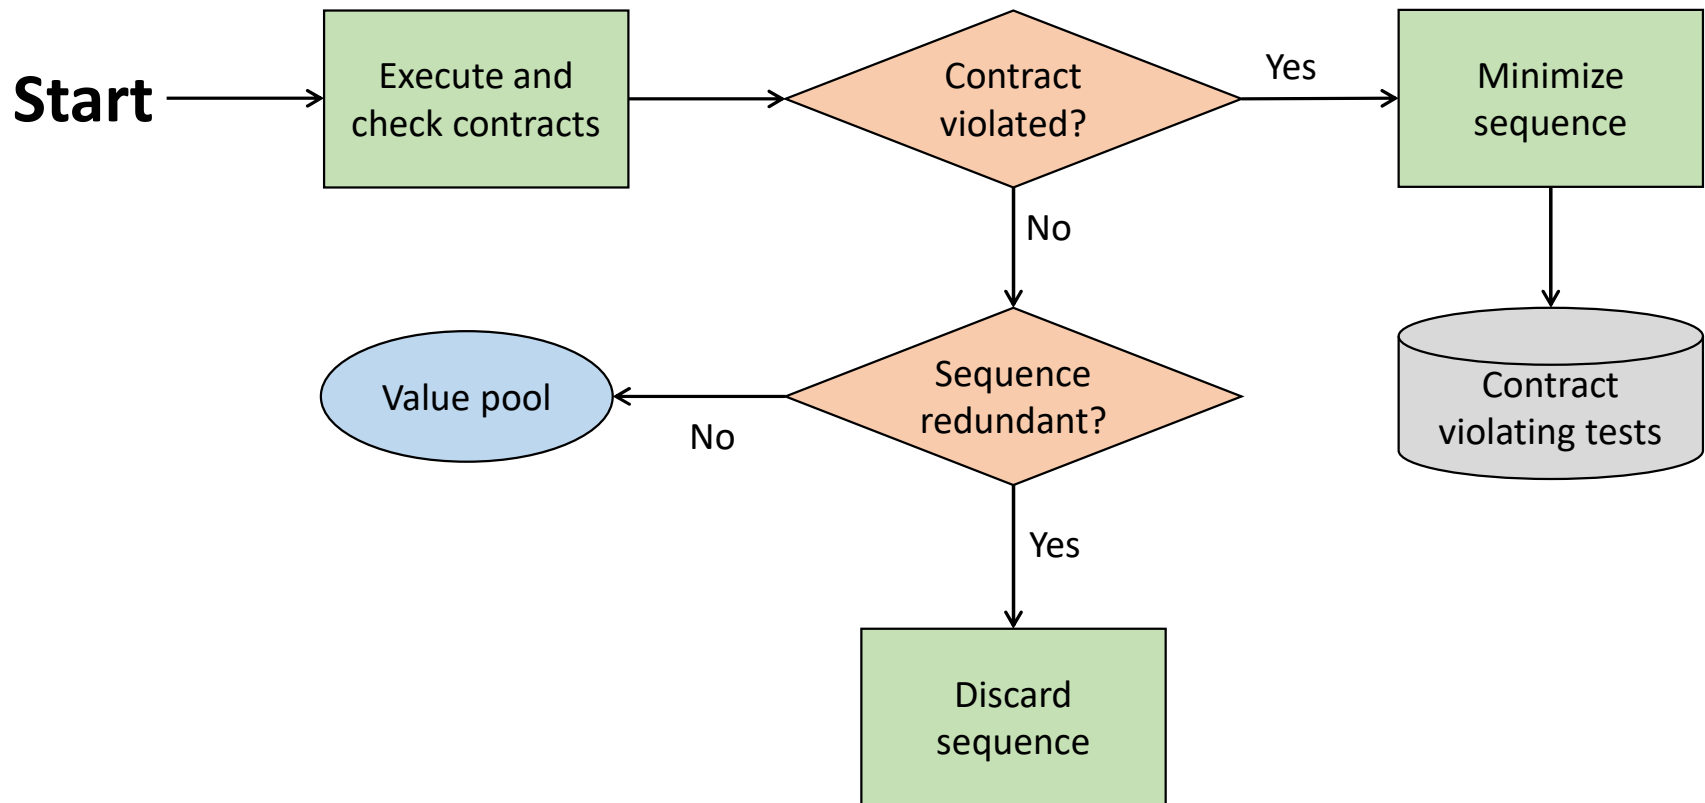 Start
Execute and
check contracts
Contract
violated?
Yes
Minimize
sequence
No
Value pool
No
Sequence
redundant?
Contract
violating tests
Yes
Discard
sequence